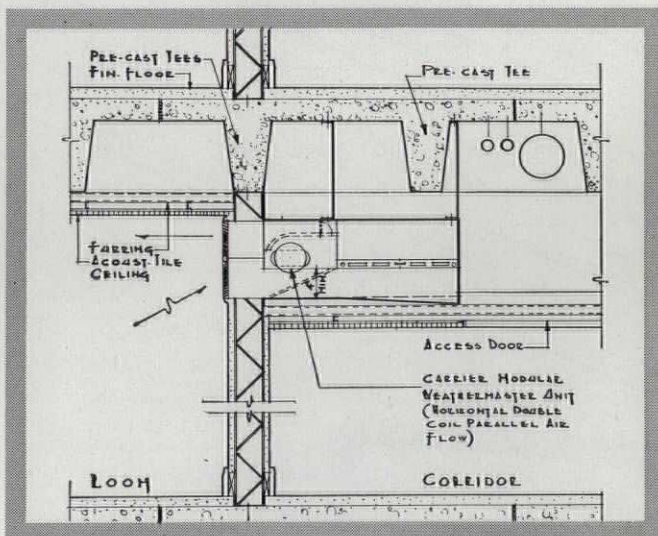 PRE-CAST TEES
FIN. FLOOR
PRE-CAST TEE
FURRING
ACOUST. TILE
CEILING
ACCESS DOOR
CARRIER MODULAR
WEATHERMASTER UNIT
(HORIZONTAL DOUBLE
COIL PARALLEL AIR
FLOW)
ROOM
CORRIDOR